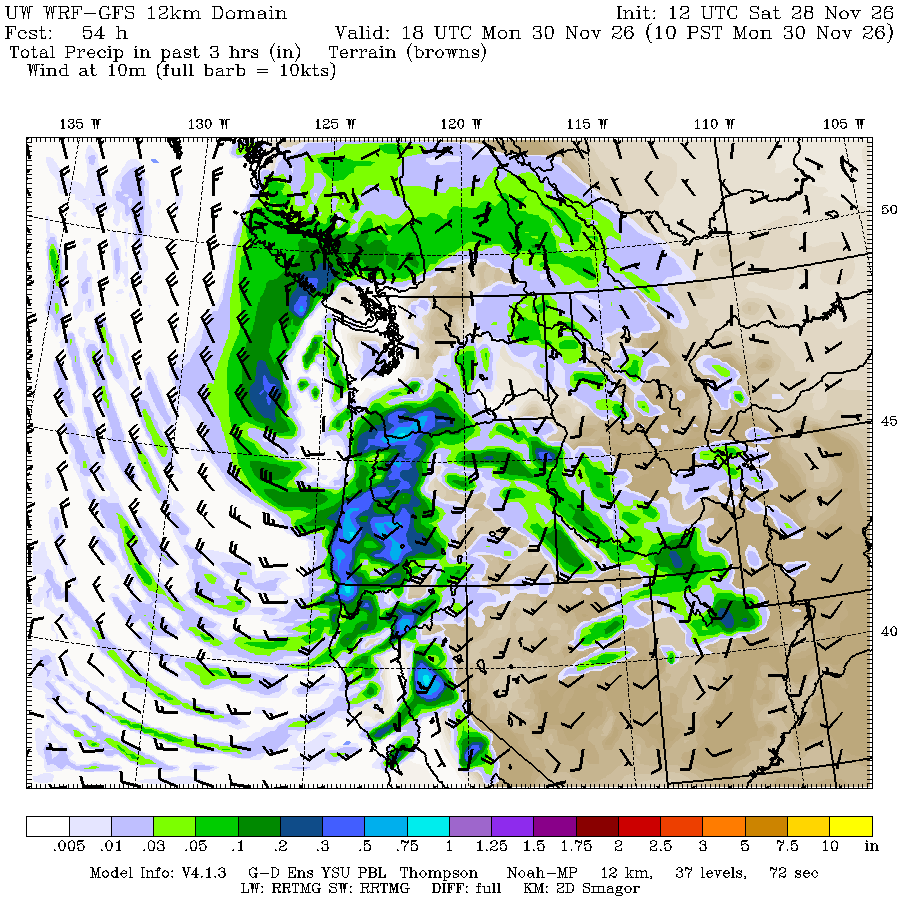 UW WRF-GFS 12km Domain Init: 12 UTC Sat 28 Nov 26
Fcst: 54 h Valid: 18 UTC Mon 30 Nov 26 (10 PST Mon 30 Nov 26)
Total Precip in past 3 hrs (in) Terrain (browns)
Wind at 10m (full barb = 10kts)
135 W 130 W 125 W 120 W 115 W 110 W 105 W
50
45
40
.005 .01 .03 .05 .1 .2 .3 .5 .75 1 1.25 1.5 1.75 2 2.5 3 5 7.5 10 in
Model Info: V4.1.3 G-D Ens YSU PBL Thompson Noah-MP 12 km, 37 levels, 72 sec
LW: RRTMG SW: RRTMG DIFF: full KM: 2D Smagor